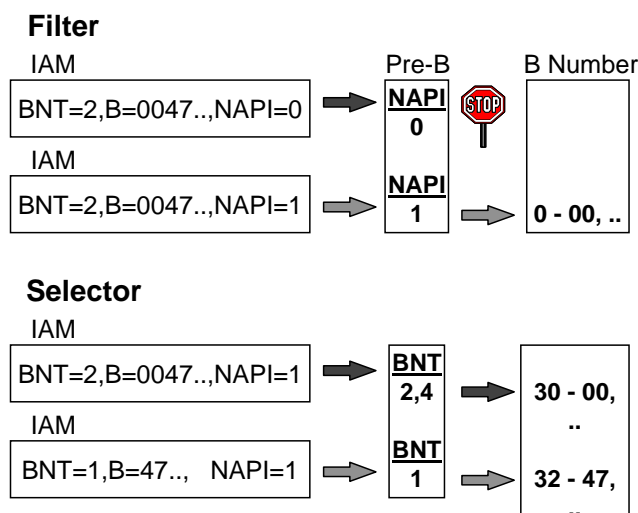 Filter
IAM Pre-B B Number
BNT=2,B=0047..,NAPI=0
NAPI
0
STOP
IAM
BNT=2,B=0047..,NAPI=1
NAPI
1
0 - 00, ..
Selector
IAM
BNT=2,B=0047..,NAPI=1
BNT
2,4
30 - 00,
..
IAM
BNT=1,B=47.., NAPI=1
BNT
1
32 - 47,
..